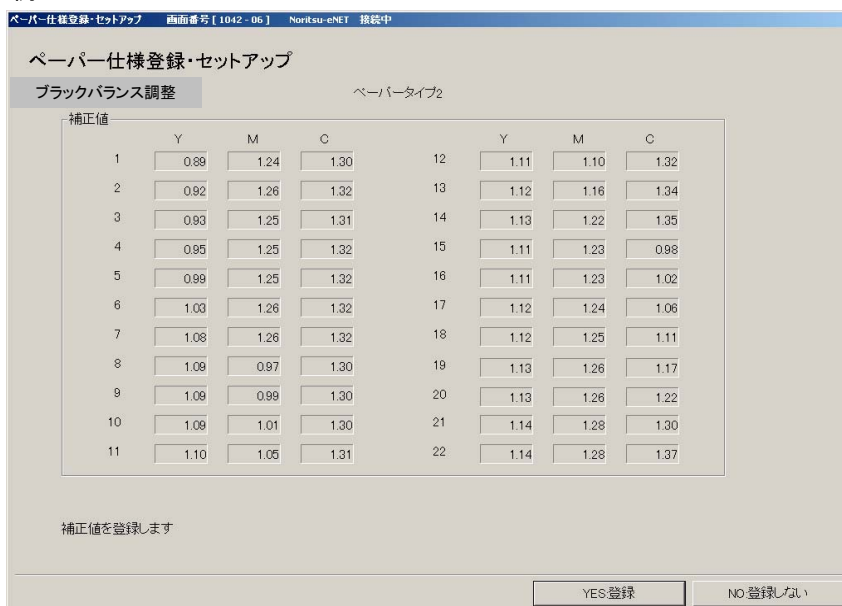 ペーパー仕様登録・セットアップ 画面番号 [ 1042 - 06 ] Noritsu-eNET 接続中
ペーパー仕様登録・セットアップ
ブラックバランス調整 ペーパータイプ2
補正値
Y M C Y M C
1 0.89 1.24 1.30 12 1.11 1.10 1.32
2 0.92 1.26 1.32 13 1.12 1.16 1.34
3 0.93 1.25 1.31 14 1.13 1.22 1.35
4 0.95 1.25 1.32 15 1.11 1.23 0.98
5 0.99 1.25 1.32 16 1.11 1.23 1.02
6 1.03 1.26 1.32 17 1.12 1.24 1.06
7 1.08 1.26 1.32 18 1.12 1.25 1.11
8 1.09 0.97 1.30 19 1.13 1.26 1.17
9 1.09 0.99 1.30 20 1.13 1.26 1.22
10 1.09 1.01 1.30 21 1.14 1.28 1.30
11 1.10 1.05 1.31 22 1.14 1.28 1.37
補正値を登録します
YES:登録 NO:登録しない